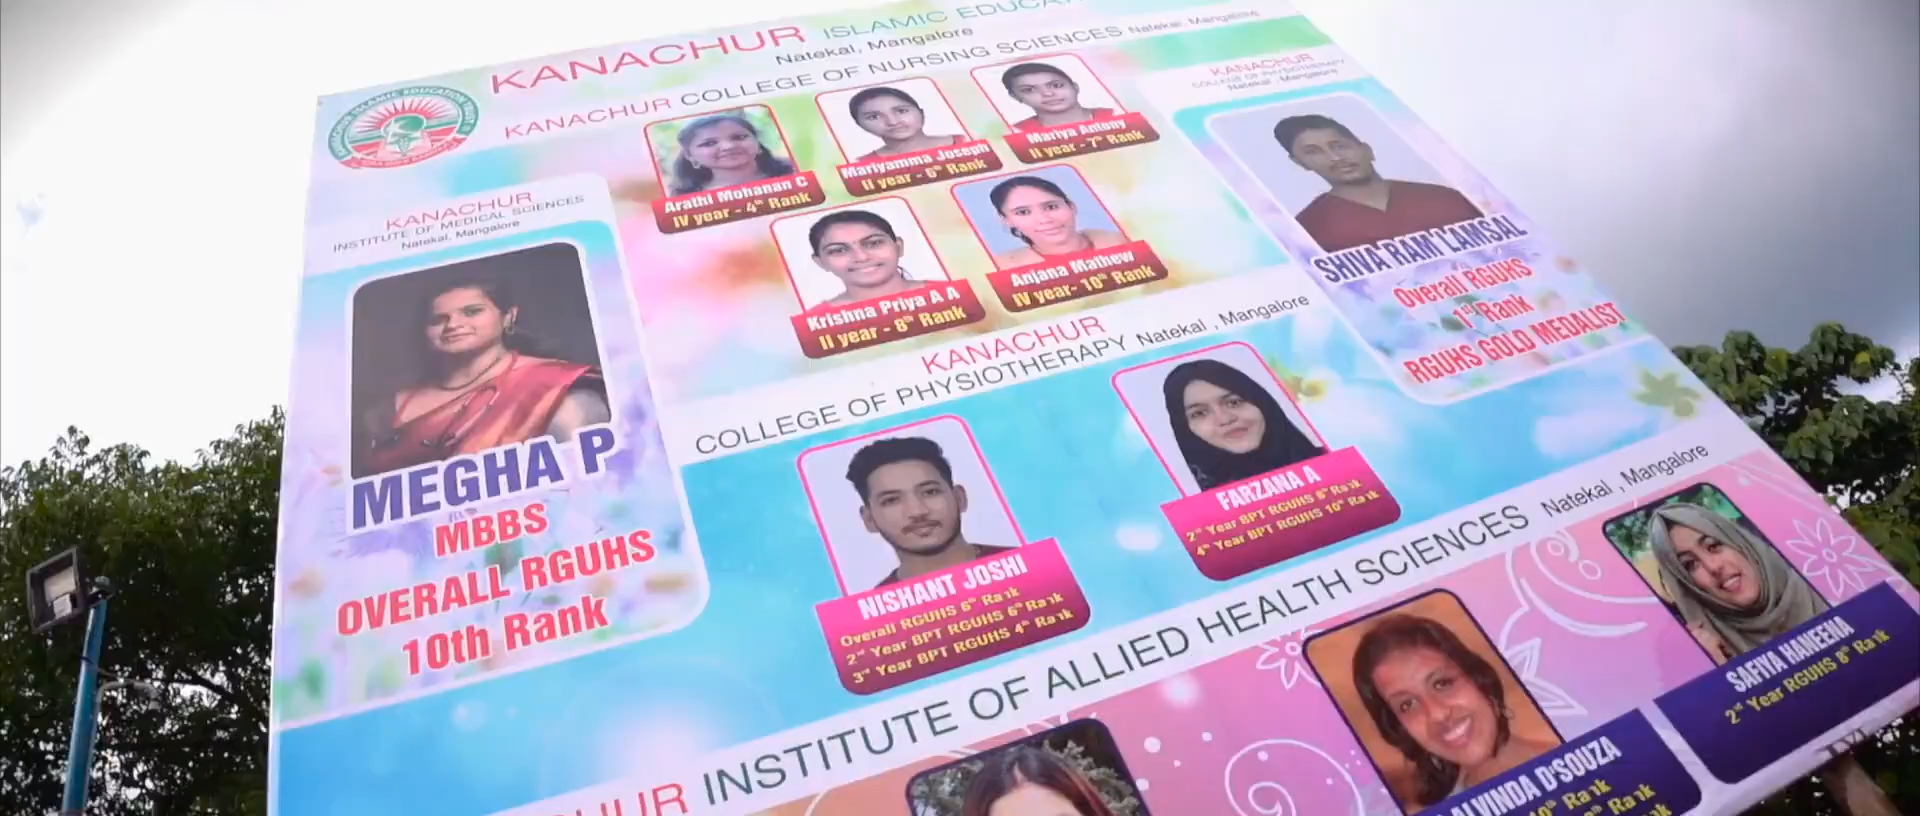 KANACHUR ISLAMIC
Natekal, Mangalore
KANACHUR COLLEGE OF NURSING SCIENCES Natekal, Mangalore
Arathi Mohanan C
IV year - 4th Rank
Mariyamma Joseph
II year - 6th Rank
Mariya Antony
II year - 7th Rank
Krishna Priya A A
II year - 8th Rank
Anjana Mathew
IV year- 10th Rank
KANACHUR
INSTITUTE OF MEDICAL SCIENCES
Natekal, Mangalore
MEGHA P
MBBS
OVERALL RGUHS
10th Rank
KANACHUR
COLLEGE OF PHYSIOTHERAPY
Natekal , Mangalore
SHIVA RAM LAMSAL
Overall RGUHS
1st Rank
RGUHS GOLD MEDALIST
KANACHUR
COLLEGE OF PHYSIOTHERAPY Natekal , Mangalore
NISHANT JOSHI
Overall RGUHS 6th Rank
2nd Year BPT RGUHS 6th Rank
3rd Year BPT RGUHS 4th Rank
FARZANA A
2nd Year BPT RGUHS 8th Rank
4th Year BPT RGUHS 10th Rank
INSTITUTE OF ALLIED HEALTH SCIENCES Natekal , Mangalore
ALVINDA D'SOUZA
10th Rank
Rank
SAFIYA HANEENA
2nd Year RGUHS 8th Rank